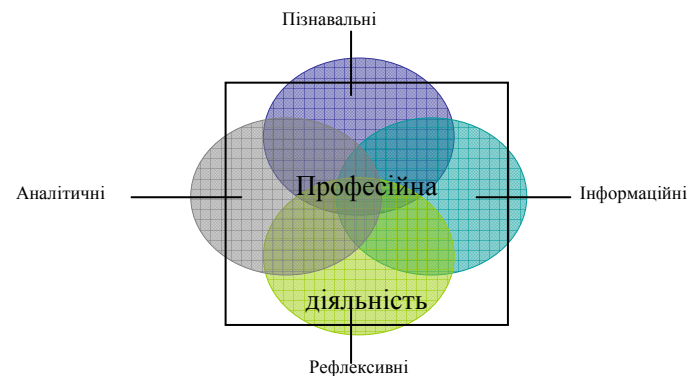 Пізнавальні
Професійна
Аналітичні
Інформаційні
діяльність
Рефлексивні